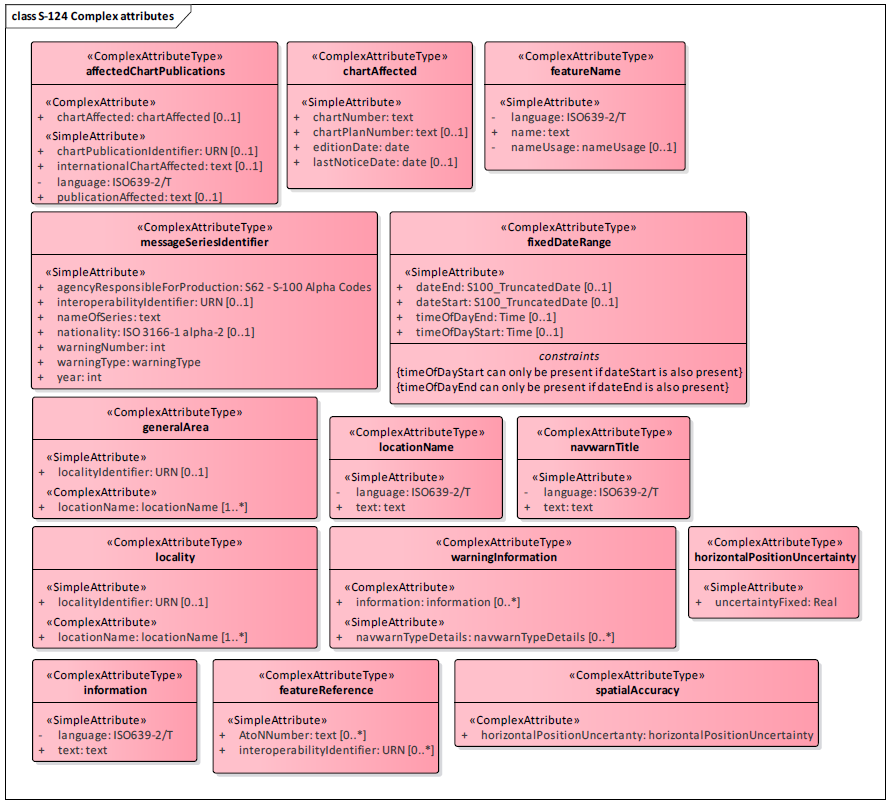 class S-124 Complex attributes
«ComplexAttributeType»
affectedChartPublications
«ComplexAttribute»
+ chartAffected: chartAffected [0..1]
«SimpleAttribute»
+ chartPublicationIdentifier: URN [0..1]
+ internationalChartAffected: text [0..1]
- language: ISO639-2/T
+ publicationAffected: text [0..1]
«ComplexAttributeType»
chartAffected
«SimpleAttribute»
+ chartNumber: text
+ chartPlanNumber: text [0..1]
+ editionDate: date
+ lastNoticeDate: date [0..1]
«ComplexAttributeType»
featureName
«SimpleAttribute»
- language: ISO639-2/T
+ name: text
- nameUsage: nameUsage [0..1]
«ComplexAttributeType»
messageSeriesIdentifier
«SimpleAttribute»
+ agencyResponsibleForProduction: S62 - S-100 Alpha Codes
+ interoperabilityIdentifier: URN [0..1]
+ nameOfSeries: text
+ nationality: ISO 3166-1 alpha-2 [0..1]
+ warningNumber: int
+ warningType: warningType
+ year: int
«ComplexAttributeType»
fixedDateRange
«SimpleAttribute»
+ dateEnd: S100_TruncatedDate [0..1]
+ dateStart: S100_TruncatedDate [0..1]
+ timeOfDayEnd: Time [0..1]
+ timeOfDayStart: Time [0..1]
constraints
{timeOfDayStart can only be present if dateStart is also present}
{timeOfDayEnd can only be present if dateEnd is also present}
«ComplexAttributeType»
generalArea
«SimpleAttribute»
+ localityIdentifier: URN [0..1]
«ComplexAttribute»
+ locationName: locationName [1..*]
«ComplexAttributeType»
locationName
«SimpleAttribute»
- language: ISO639-2/T
+ text: text
«ComplexAttributeType»
navwarnTitle
«SimpleAttribute»
- language: ISO639-2/T
+ text: text
«ComplexAttributeType»
locality
«SimpleAttribute»
+ localityIdentifier: URN [0..1]
«ComplexAttribute»
+ locationName: locationName [1..*]
«ComplexAttributeType»
warningInformation
«ComplexAttribute»
+ information: information [0..*]
«SimpleAttribute»
+ navwarnTypeDetails: navwarnTypeDetails [0..*]
«ComplexAttributeType»
horizontalPositionUncertainty
«SimpleAttribute»
+ uncertaintyFixed: Real
«ComplexAttributeType»
information
«SimpleAttribute»
- language: ISO639-2/T
+ text: text
«ComplexAttributeType»
featureReference
«SimpleAttribute»
+ AtoNNumber: text [0..*]
+ interoperabilityIdentifier: URN [0..*]
«ComplexAttributeType»
spatialAccuracy
«ComplexAttribute»
+ horizontalPositionUncertanty: horizontalPositionUncertainty